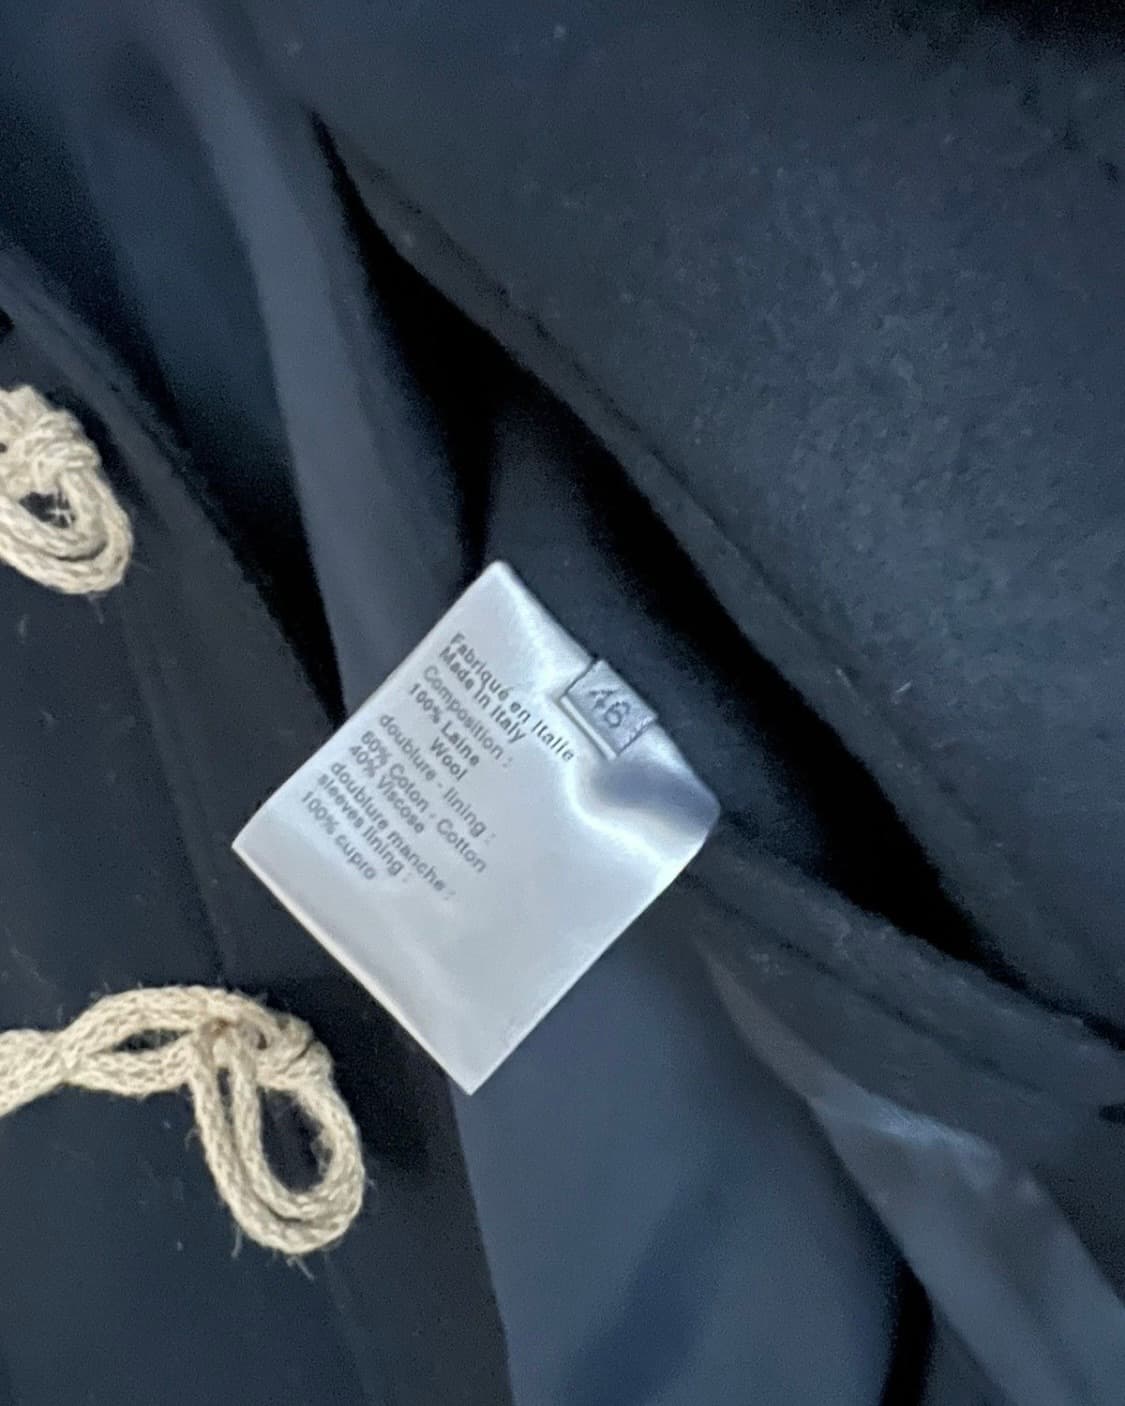 46
Fabriqué en Italie
Made in Italy
Composition :
100% Laine
Wool
doublure - lining :
60% Coton - Cotton
40% Viscose
doublure manche :
sleeves lining :
100% cupro